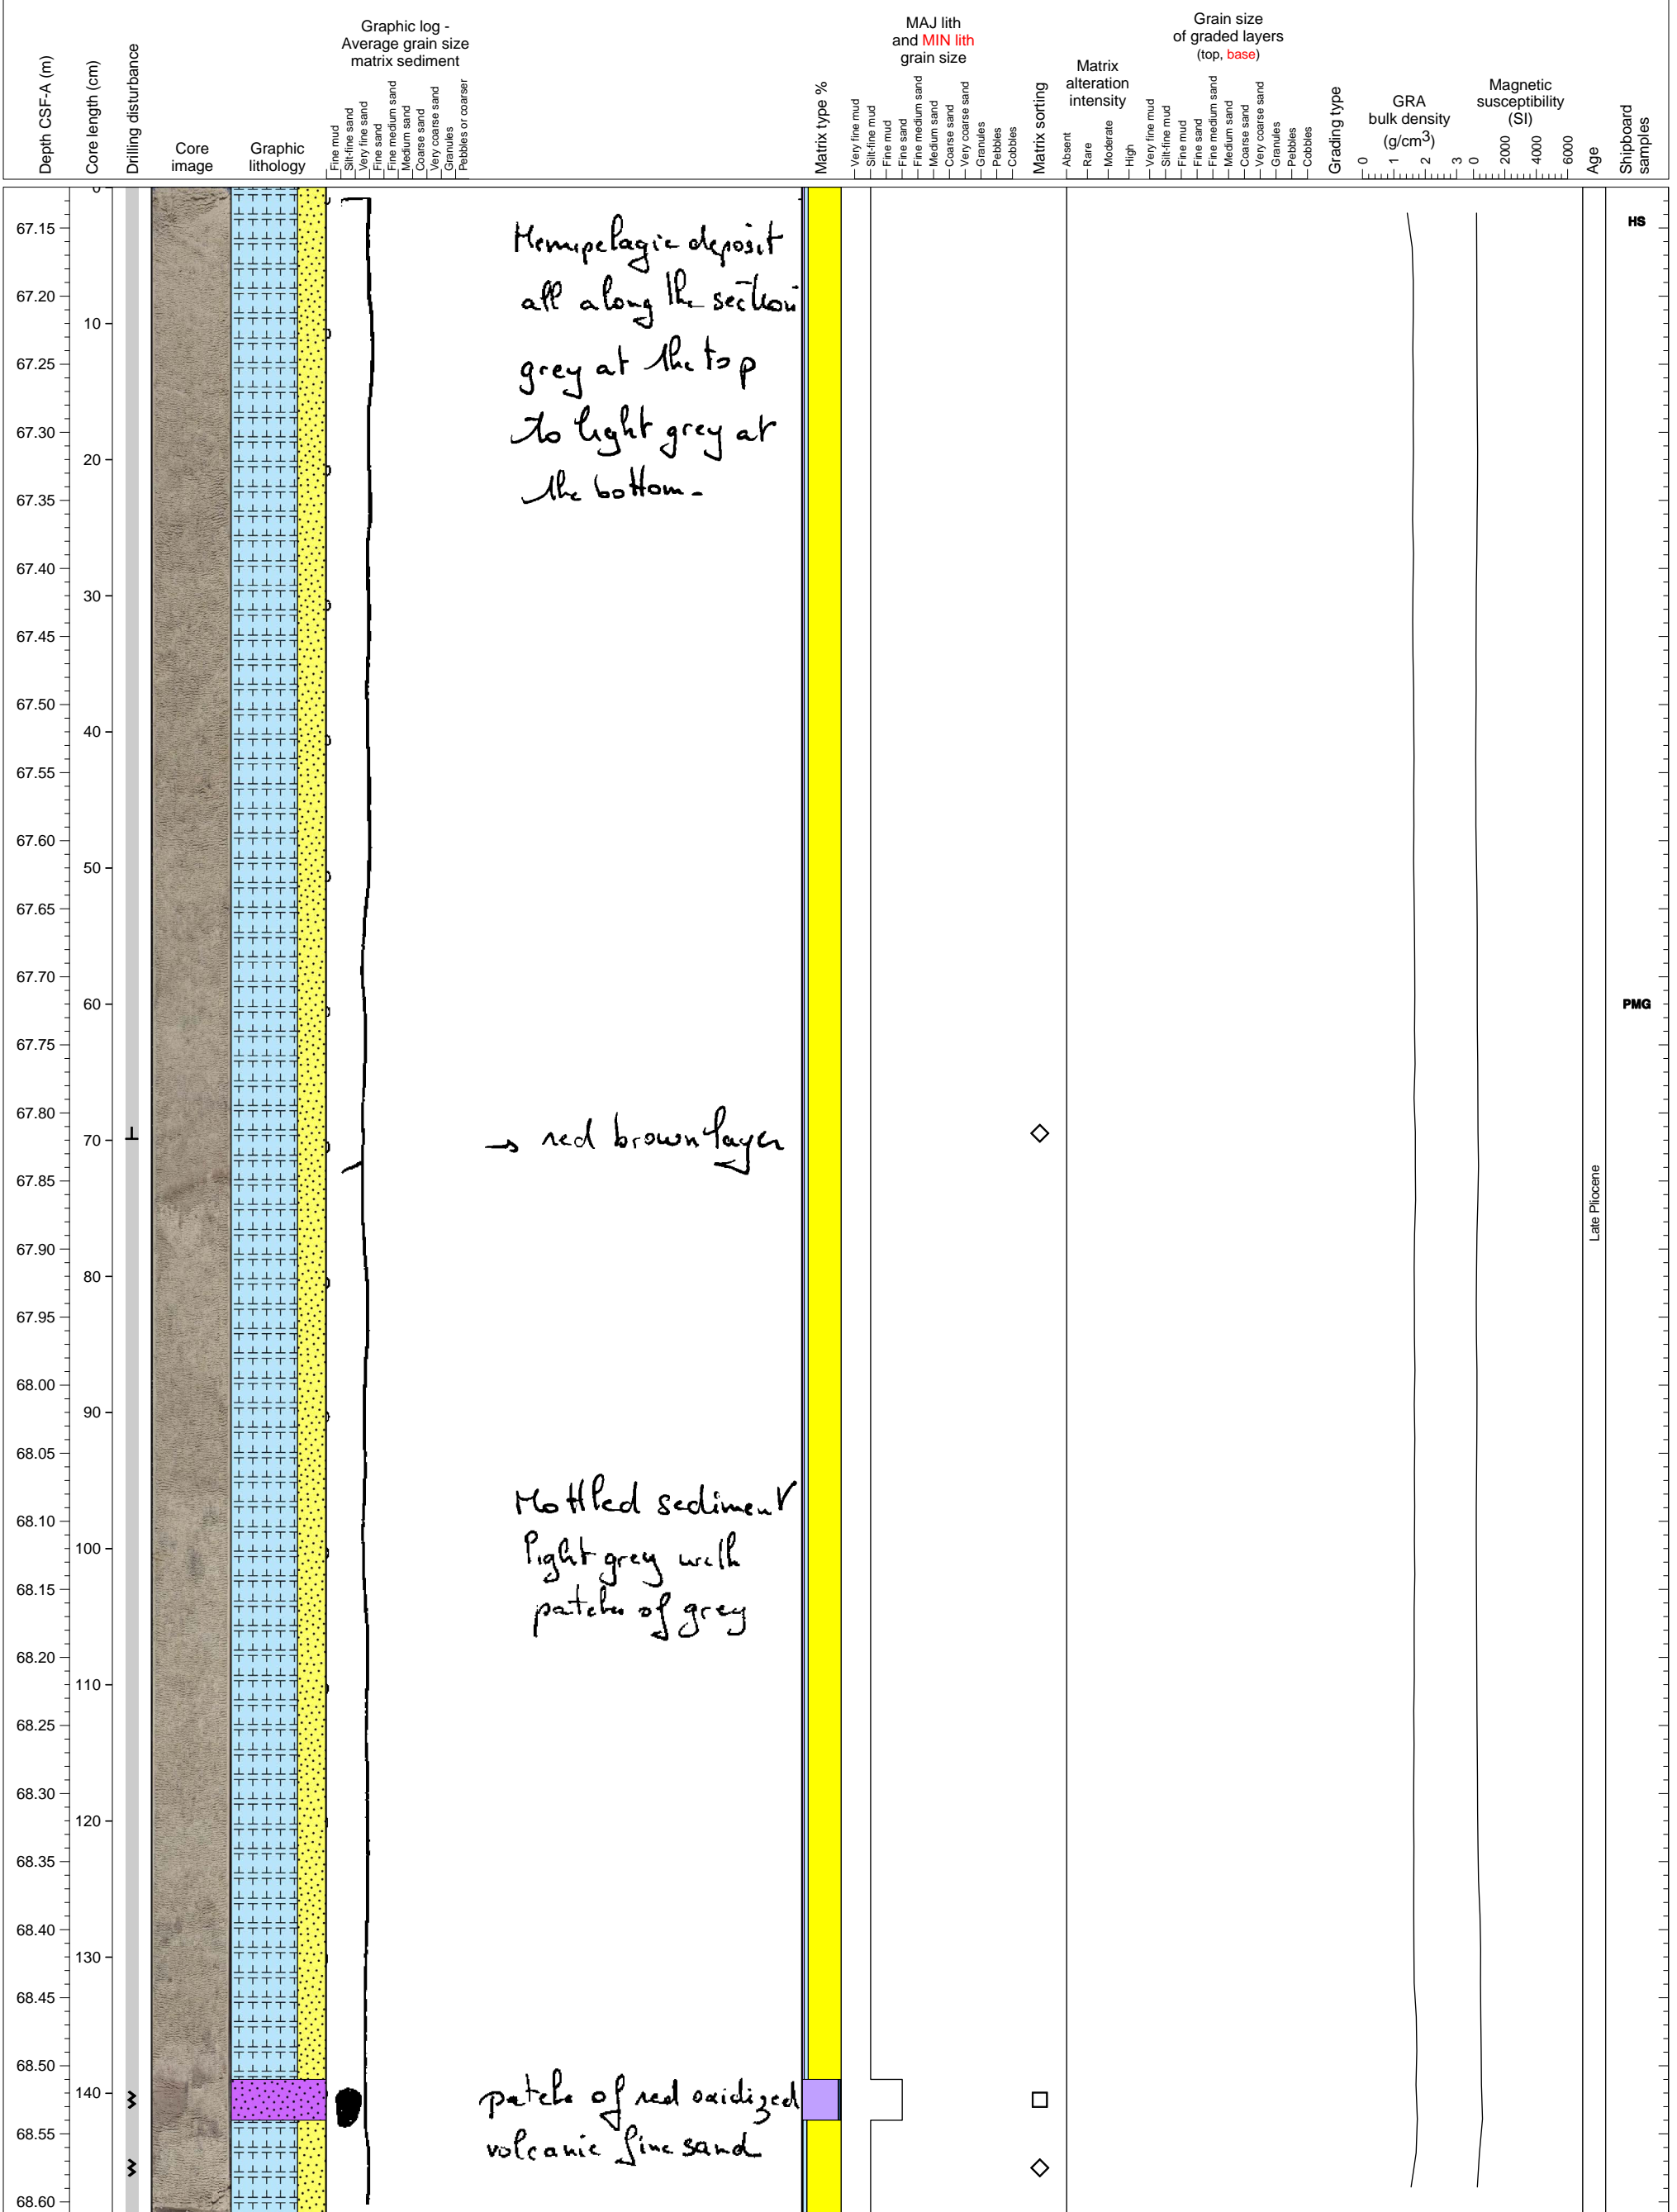 Depth CSF-A (m)
Core length (cm)
Drilling disturbance
Core
image
Graphic
lithology
Graphic log -
Average grain size
matrix sediment
Fine mud
Silt-fine sand
Very fine sand
Fine sand
Fine medium sand
Medium sand
Coarse sand
Very coarse sand
Granules
Pebbles or coarser
Matrix type %
MAJ lith
and MIN lith
grain size
Very fine mud
Silt-fine mud
Fine mud
Fine sand
Fine medium sand
Medium sand
Coarse sand
Very coarse sand
Granules
Pebbles
Cobbles
Matrix sorting
Matrix
alteration
intensity
Absent
Rare
Moderate
High
Grain size
of graded layers
(top, base)
Very fine mud
Silt-fine mud
Fine mud
Fine sand
Fine medium sand
Medium sand
Coarse sand
Very coarse sand
Granules
Pebbles
Cobbles
Grading type
GRA
bulk density
(g/cm3)
0 1 2 3
Magnetic
susceptibility
(SI)
0 2000 4000 6000
Age
Shipboard
samples
67.15
67.20
67.25
67.30
67.35
67.40
67.45
67.50
67.55
67.60
67.65
67.70
67.75
67.80
67.85
67.90
67.95
68.00
68.05
68.10
68.15
68.20
68.25
68.30
68.35
68.40
68.45
68.50
68.55
68.60
0
10
20
30
40
50
60
70
80
90
100
110
120
130
140
Hemipelagic deposit
all along the section
grey at the top
to light grey at
the bottom -
→ red brown layer
Mottled sediment
light grey with
patches of grey
patche of red oxidized
volcanic fine sand
Late Pliocene
HS
PMG